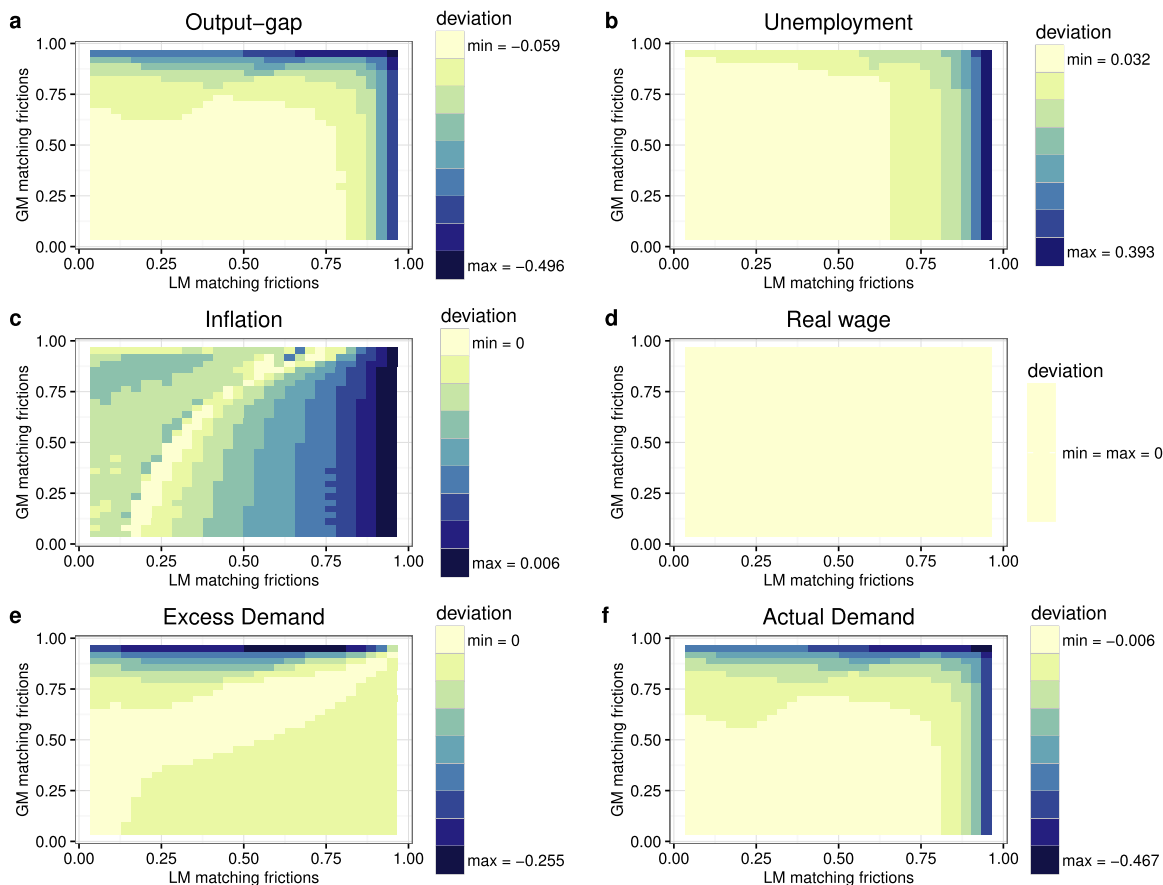 a
Output−gap
deviation
min = −0.059
max = −0.496
1.00
0.75
0.50
0.25
0.00
GM matching frictions
0.00 0.25 0.50 0.75 1.00
LM matching frictions
b
Unemployment
deviation
min = 0.032
max = 0.393
1.00
0.75
0.50
0.25
0.00
GM matching frictions
0.00 0.25 0.50 0.75 1.00
LM matching frictions
c
Inflation
deviation
min = 0
max = 0.006
1.00
0.75
0.50
0.25
0.00
GM matching frictions
0.00 0.25 0.50 0.75 1.00
LM matching frictions
d
Real wage
deviation
min = max = 0
1.00
0.75
0.50
0.25
0.00
GM matching frictions
0.00 0.25 0.50 0.75 1.00
LM matching frictions
e
Excess Demand
deviation
min = 0
max = −0.255
1.00
0.75
0.50
0.25
0.00
GM matching frictions
0.00 0.25 0.50 0.75 1.00
LM matching frictions
f
Actual Demand
deviation
min = −0.006
max = −0.467
1.00
0.75
0.50
0.25
0.00
GM matching frictions
0.00 0.25 0.50 0.75 1.00
LM matching frictions